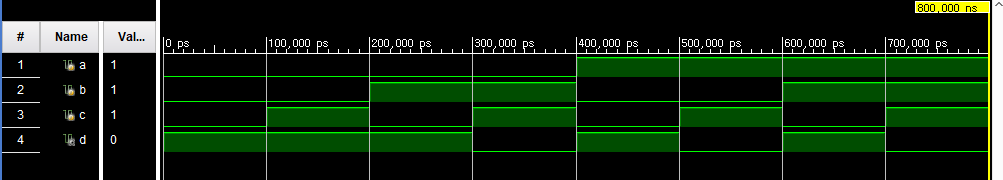 800,000 ns
# Name Val...
0 ps 100,000 ps 200,000 ps 300,000 ps 400,000 ps 500,000 ps 600,000 ps 700,000 ps
1 a 1
2 b 1
3 c 1
4 d 0